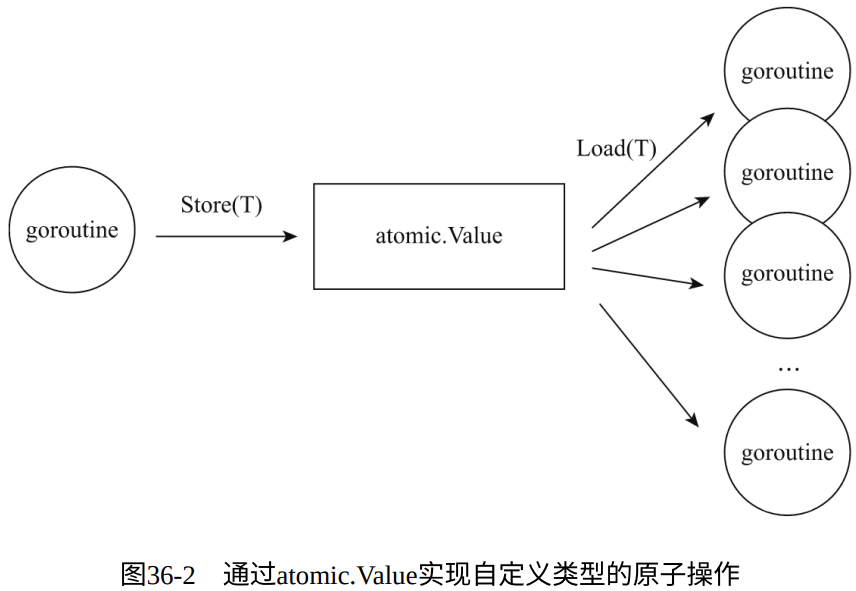 goroutine
Load(T)
goroutine
Store(T)
goroutine
atomic.Value
goroutine
...
goroutine
图36-2 通过atomic.Value实现自定义类型的原子操作